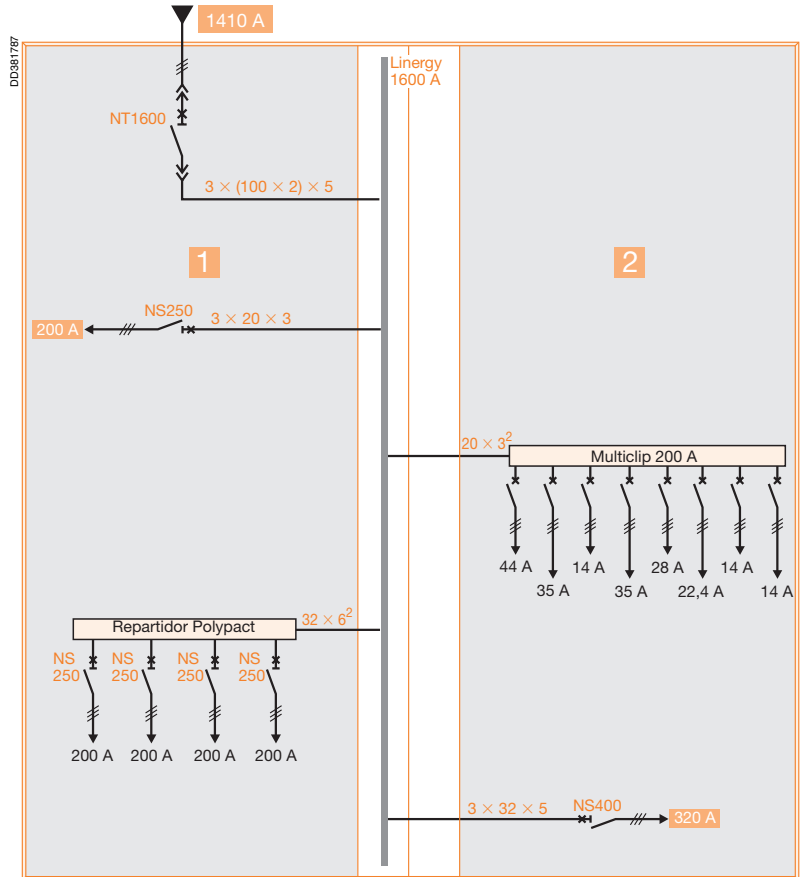 DD381787
1410 A
Linergy
1600 A
NT1600
3 × (100 × 2) × 5
1
2
NS250
3 × 20 × 3
200 A
20 × 3²
Multiclip 200 A
44 A
35 A
14 A
35 A
28 A
22,4 A
14 A
14 A
32 × 6²
Repartidor Polypact
NS
250
NS
250
NS
250
NS
250
200 A
200 A
200 A
200 A
3 × 32 × 5
NS400
320 A